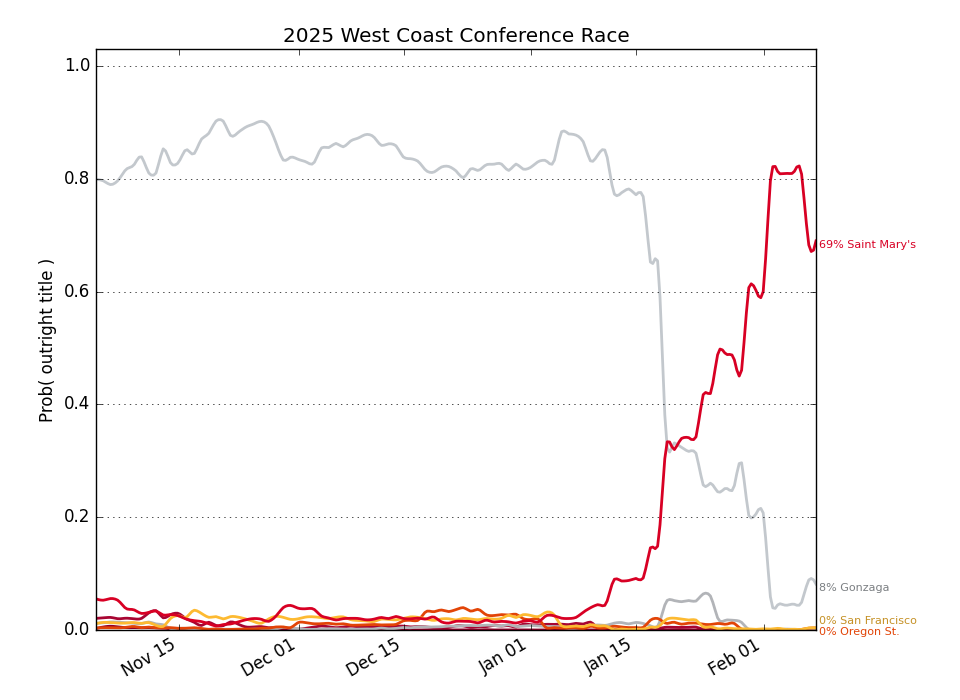 2025 West Coast Conference Race
1.0
0.8
0.6
0.4
0.2
0.0
Prob( outright title )
69% Saint Mary's
8% Gonzaga
0% San Francisco
0% Oregon St.
Nov 15
Dec 01
Dec 15
Jan 01
Jan 15
Feb 01